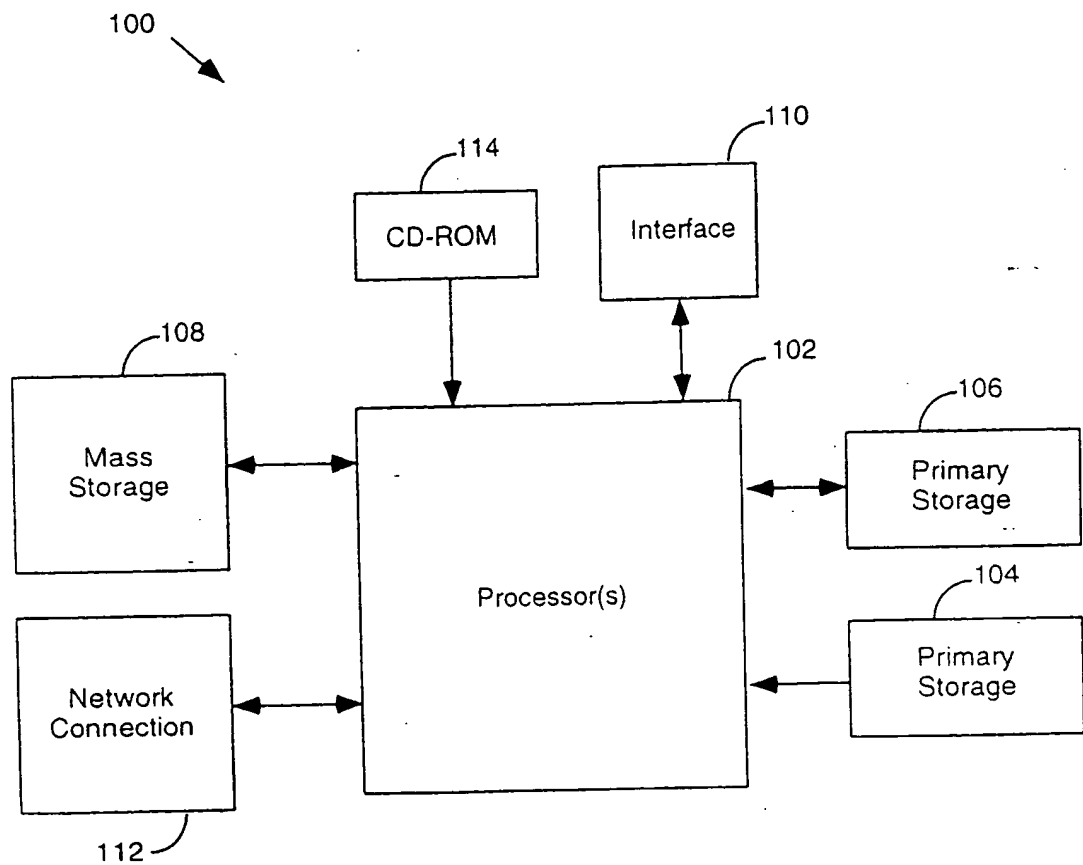 100
114
110
CD-ROM
Interface
108
102
106
Mass
Storage
Primary
Storage
Processor(s)
104
Primary
Storage
Network
Connection
112